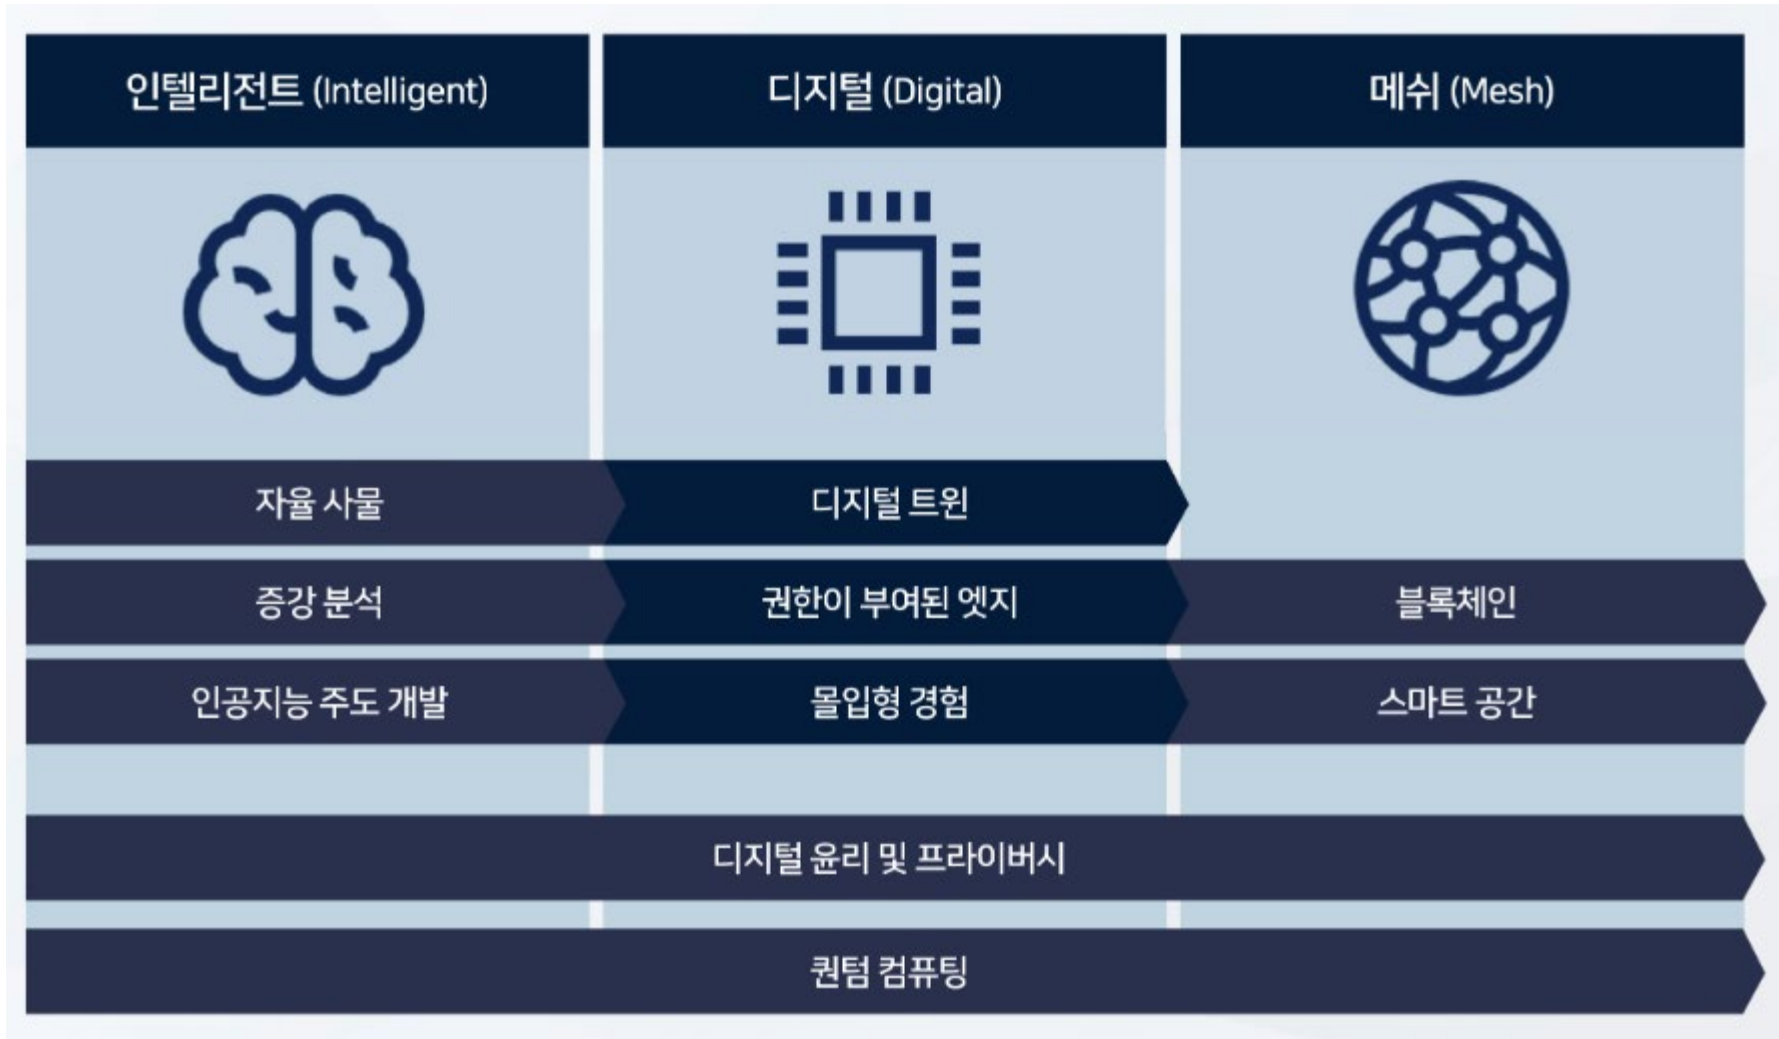 인텔리전트 (Intelligent)
디지털 (Digital)
메쉬 (Mesh)
자율 사물
디지털 트윈
증강 분석
권한이 부여된 엣지
블록체인
인공지능 주도 개발
몰입형 경험
스마트 공간
디지털 윤리 및 프라이버시
퀀텀 컴퓨팅